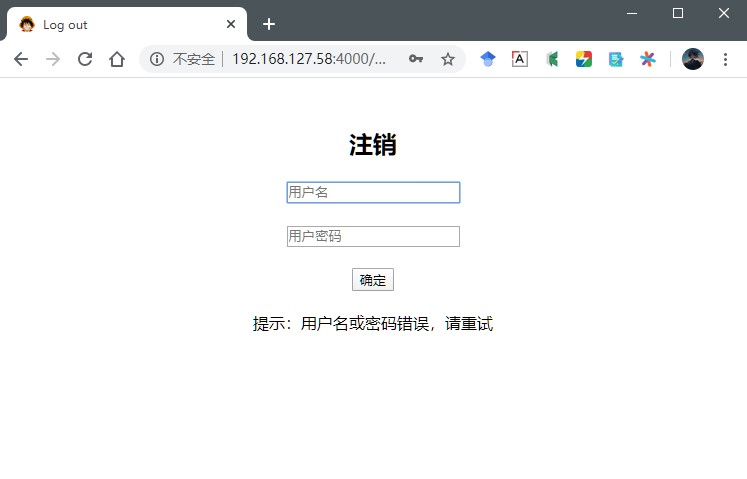 Log out
不安全 192.168.127.58:4000/...
A
注销
用户名
用户密码
确定
提示：用户名或密码错误，请重试